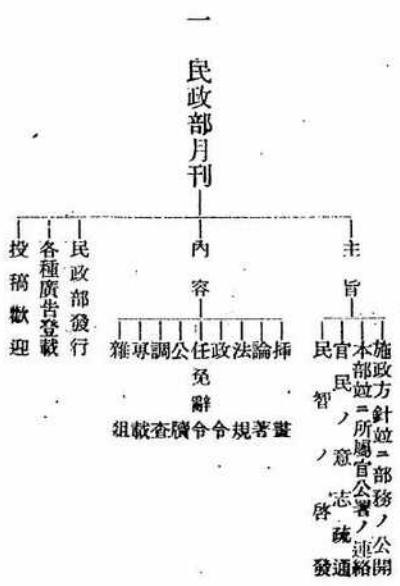 一 民政部月刊
主旨
施政方針竝ニ部務ノ公開
本部竝ニ所屬官公署ノ連絡
官民ノ意志疏通
民智ノ啓發
內容
插畫
論著
法規
政令
任免辭令
公牘
調查
專載
雜俎
民政部發行
各種廣告登載
投稿歡迎